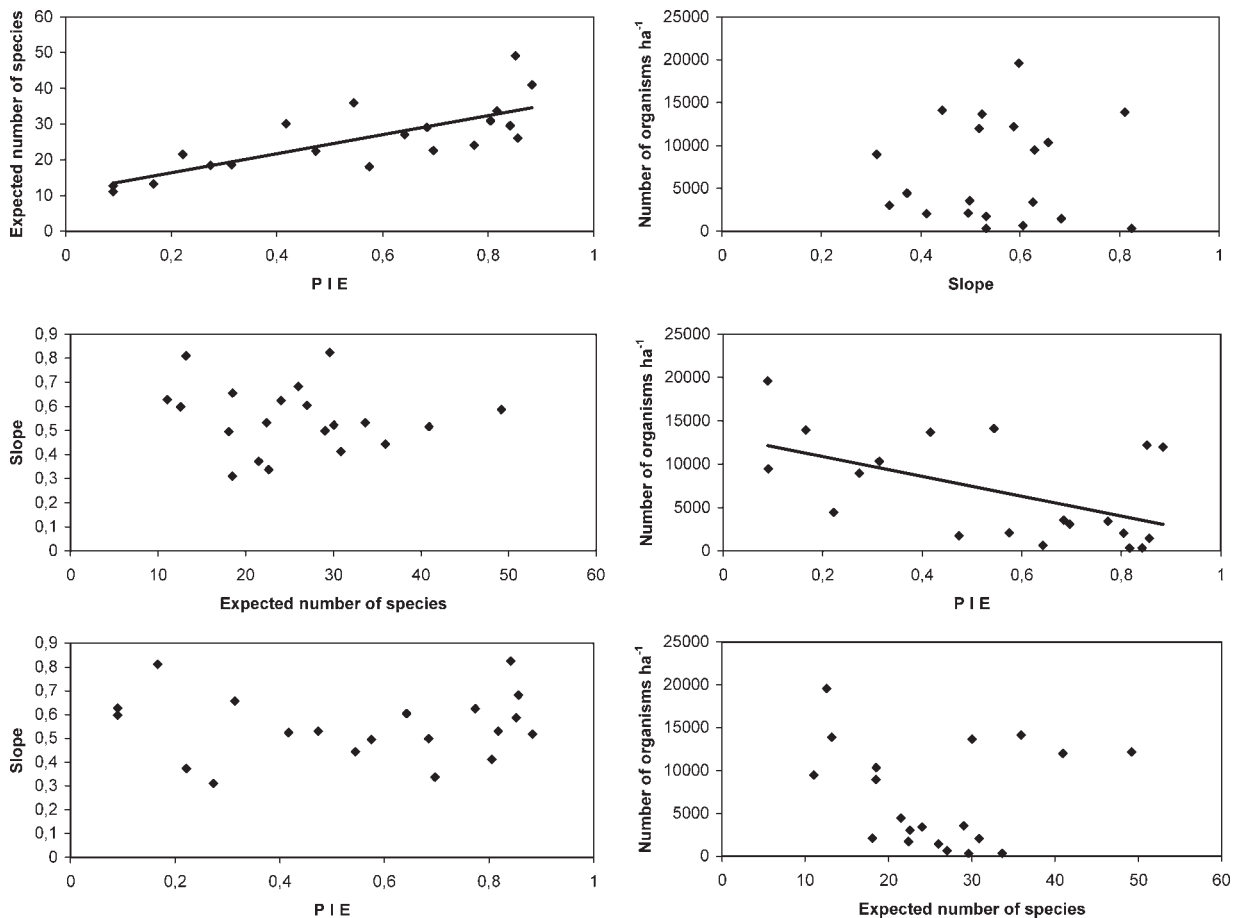 Expected number of species
60
50
40
30
20
10
0
0 0,2 0,4 0,6 0,8 1
P I E
Number of organisms ha-1
25000
20000
15000
10000
5000
0
0 0,2 0,4 0,6 0,8 1
Slope
Slope
0,9
0,8
0,7
0,6
0,5
0,4
0,3
0,2
0,1
0
0 10 20 30 40 50 60
Expected number of species
Number of organisms ha-1
25000
20000
15000
10000
5000
0
0 0,2 0,4 0,6 0,8 1
P I E
Slope
0,9
0,8
0,7
0,6
0,5
0,4
0,3
0,2
0,1
0
0 0,2 0,4 0,6 0,8 1
P I E
Number of organisms ha-1
25000
20000
15000
10000
5000
0
0 10 20 30 40 50 60
Expected number of species